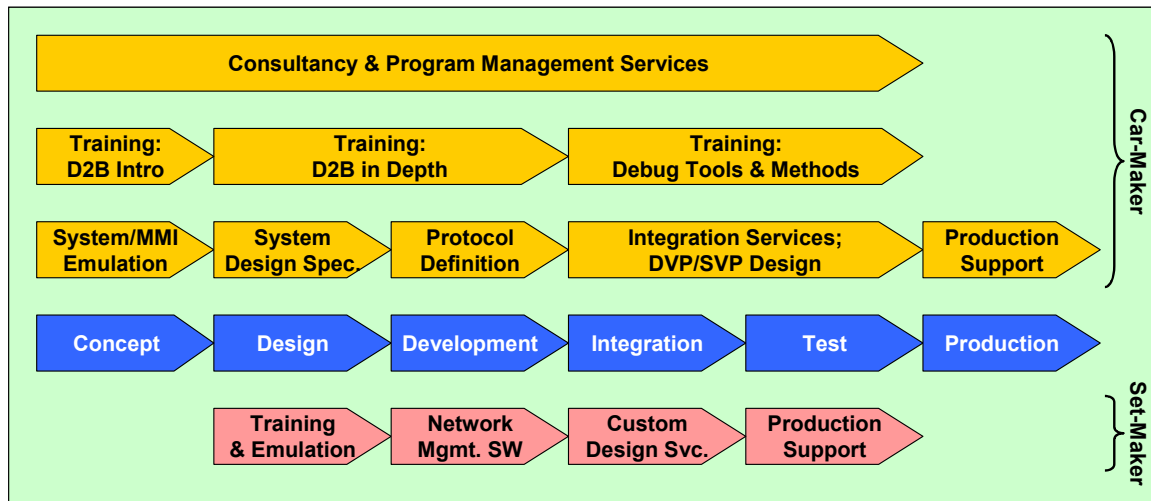 Consultancy & Program Management Services
Training:
D2B Intro
Training:
D2B in Depth
Training:
Debug Tools & Methods
System/MMI
Emulation
System
Design Spec.
Protocol
Definition
Integration Services;
DVP/SVP Design
Production
Support
Car-Maker
Concept
Design
Development
Integration
Test
Production
Training
& Emulation
Network
Mgmt. SW
Custom
Design Svc.
Production
Support
Set-Maker